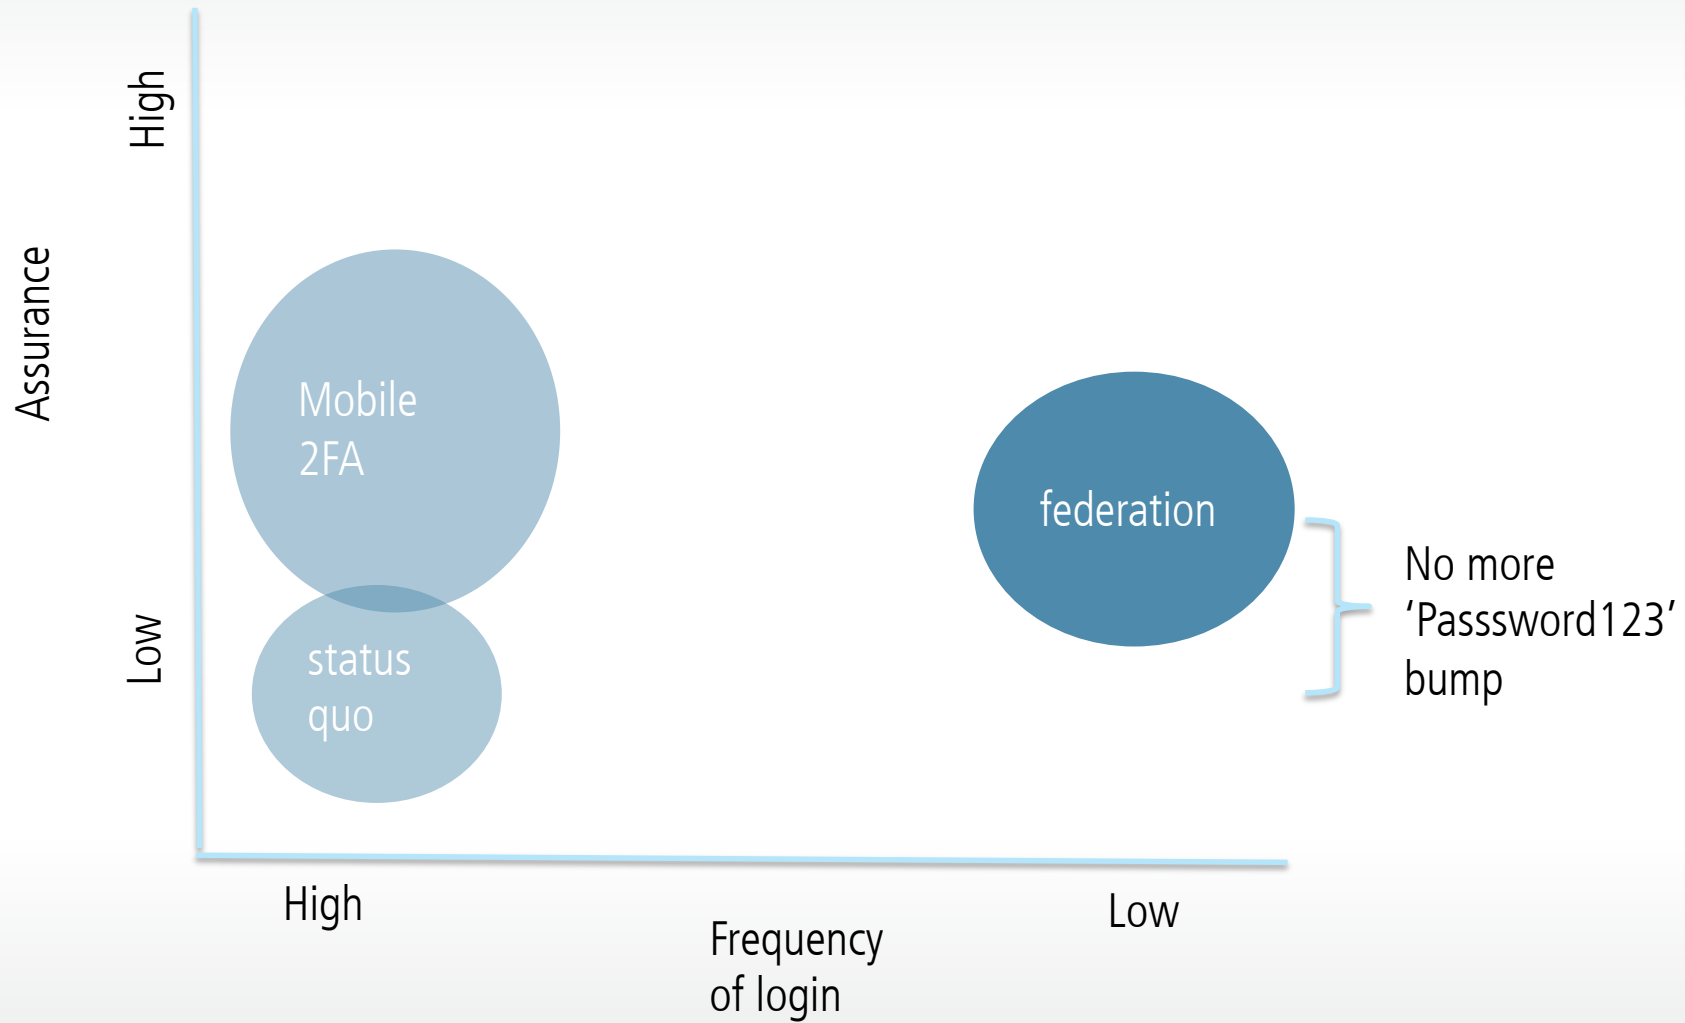 High
Assurance
Low
Mobile
2FA
status
quo
federation
No more
‘Passsword123’
bump
High
Low
Frequency
of login